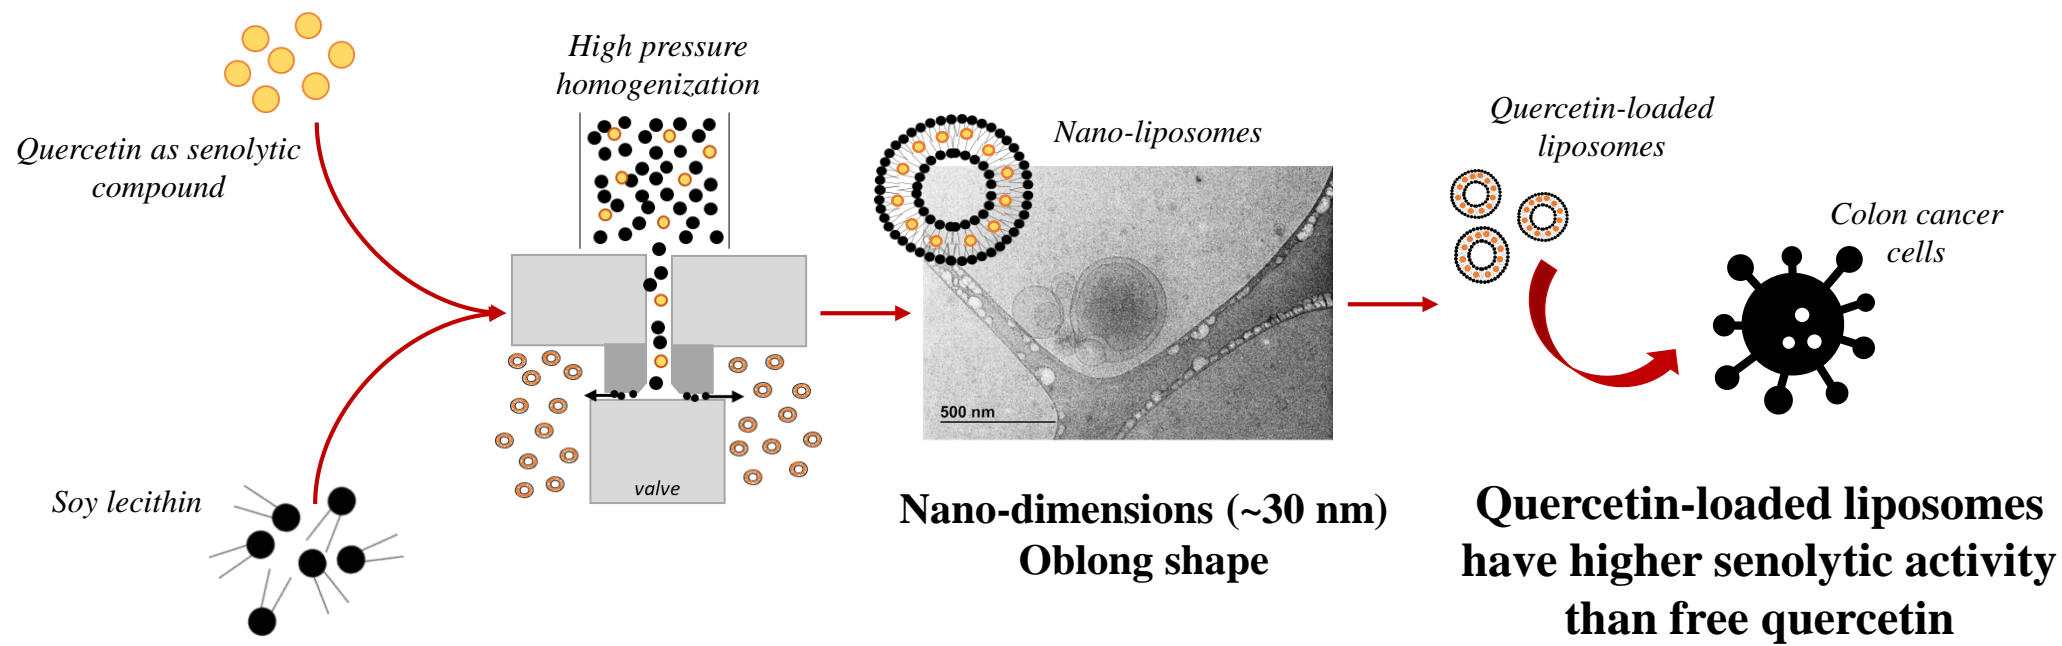 Quercetin as senolytic
compound
Soy lecithin
High pressure
homogenization
valve
Nano-liposomes
500 nm
Nano-dimensions (~30 nm)
Oblong shape
Quercetin-loaded
liposomes
Colon cancer
cells
Quercetin-loaded liposomes
have higher senolytic activity
than free quercetin